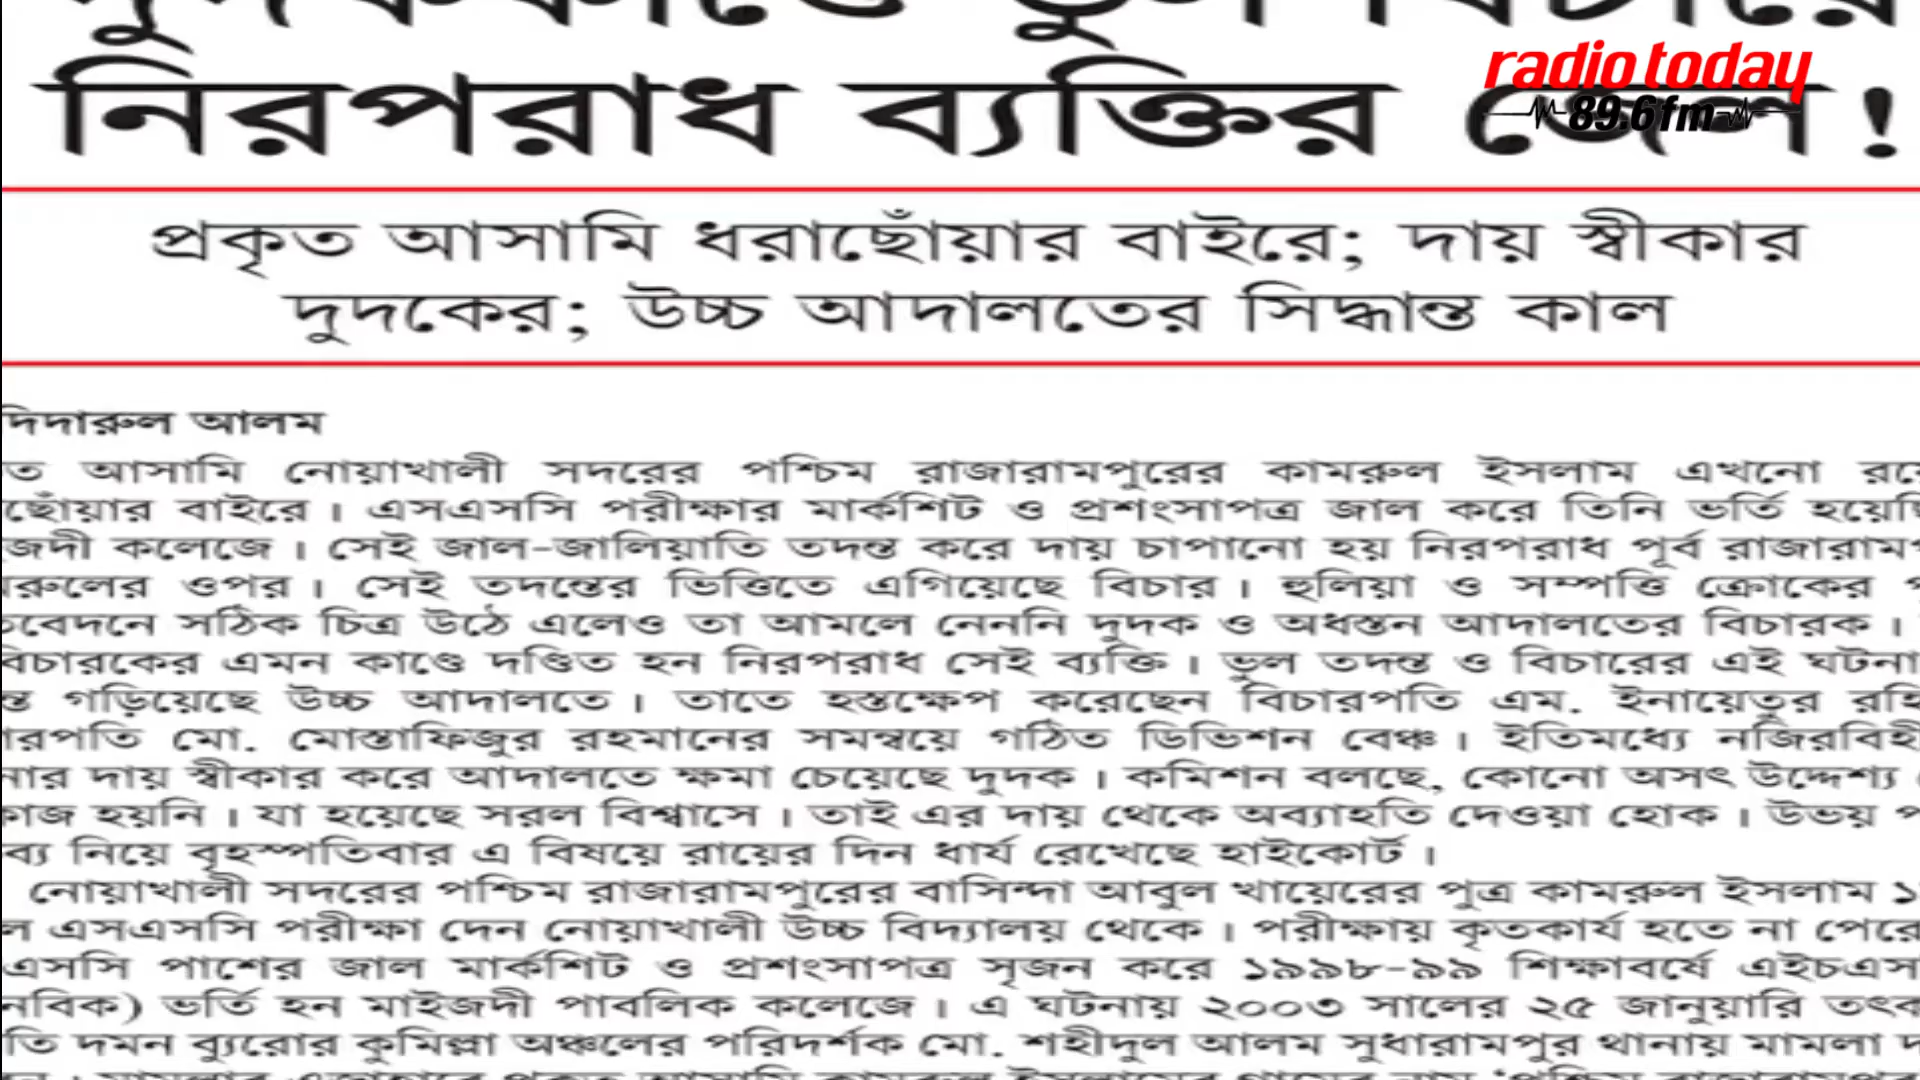 নিরপরাধ ব্যক্তির জেল!
radio today
89.6fm
প্রকৃত আসামি ধরাছোঁয়ার বাইরে; দায় স্বীকার
দুদকের; উচ্চ আদালতের সিদ্ধান্ত কাল
দিদারুল আলম
আসামি নোয়াখালী সদরের পশ্চিম রাজারামপুরের কামরুল ইসলাম এখনো
বাইরে। এসএসসি পরীক্ষার মার্কশিট ও প্রশংসাপত্র জাল করে তিনি ভর্তি
কলেজে। সেই জাল-জালিয়াতি তদন্ত করে দায় চাপানো হয় নিরপরাধ পূর্ব
ওপর। সেই তদন্তের ভিত্তিতে এগিয়েছে বিচার। হুলিয়া ও সম্পত্তি ক্রোকের
সঠিক চিত্র উঠে এলেও তা আমলে নেননি দুদক ও অধস্তন আদালতের বিচারক।
এমন কাণ্ডে দণ্ডিত হন নিরপরাধ সেই ব্যক্তি। ভুল তদন্ত ও বিচারের এই
গড়িয়েছে উচ্চ আদালতে। তাতে হস্তক্ষেপ করেছেন বিচারপতি এম. ইনায়েতুর
মো. মোস্তাফিজুর রহমানের সমন্বয়ে গঠিত ডিভিশন বেঞ্চ। ইতিমধ্যে
দায় স্বীকার করে আদালতে ক্ষমা চেয়েছে দুদক। কমিশন বলছে, কোনো অসৎ উদ্দেশ্য
হয়নি। যা হয়েছে সরল বিশ্বাসে। তাই এর দায় থেকে অব্যাহতি দেওয়া হোক। উভয়
নিয়ে বৃহস্পতিবার এ বিষয়ে রায়ের দিন ধার্য রেখেছে হাইকোর্ট।
নোয়াখালী সদরের পশ্চিম রাজারামপুরের বাসিন্দা আবুল খায়েরের পুত্র কামরুল ইসলাম
এসএসসি পরীক্ষা দেন নোয়াখালী উচ্চ বিদ্যালয় থেকে। পরীক্ষায় কৃতকার্য হতে না
পাশের জাল মার্কশিট ও প্রশংসাপত্র সৃজন করে ১৯৯৮-৯৯ শিক্ষাবর্ষে
ভর্তি হন মাইজদী পাবলিক কলেজে। এ ঘটনায় ২০০৩ সালের ২৫ জানুয়ারি
দমন ব্যুরোর কুমিল্লা অঞ্চলের পরিদর্শক মো. শহীদুল আলম সুধারামপুর থানায় মামলা